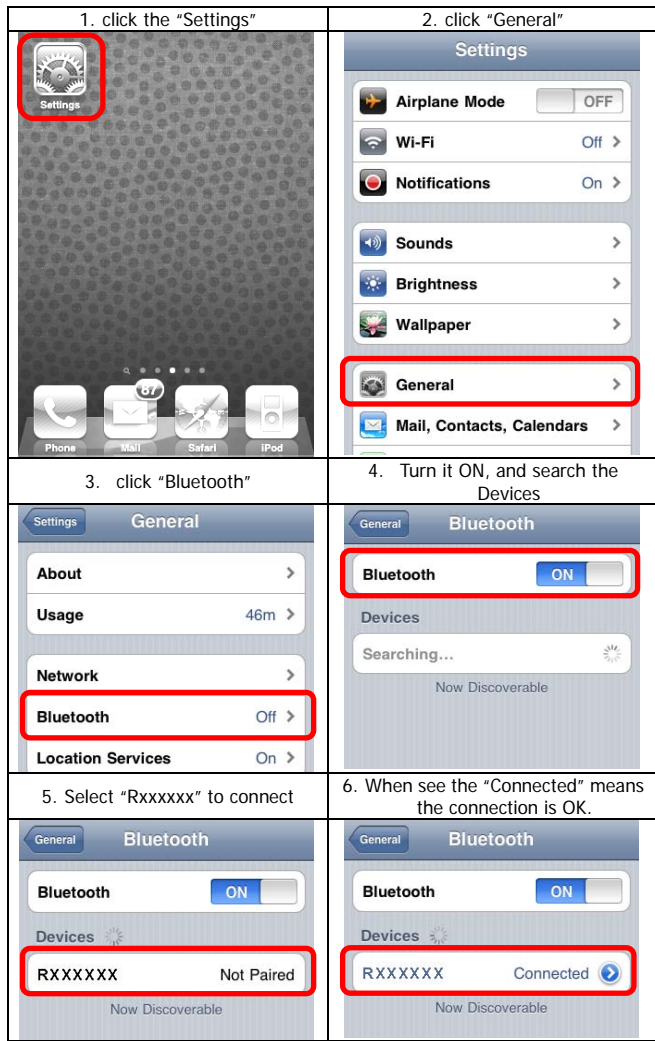 1. click the “Settings”
2. click “General”
Settings
87
Phone
Mail
Safari
iPod
Settings
Airplane Mode OFF
Wi-Fi Off
Notifications On
Sounds
Brightness
Wallpaper
General
Mail, Contacts, Calendars
3. click “Bluetooth”
4. Turn it ON, and search the
Devices
Settings General
About
Usage 46m
Network
Bluetooth Off
Location Services On
General Bluetooth
Bluetooth ON
Devices
Searching...
Now Discoverable
5. Select “Rxxxxxx” to connect
6. When see the “Connected” means
the connection is OK.
General Bluetooth
Bluetooth ON
Devices
RXXXXXX Not Paired
Now Discoverable
General Bluetooth
Bluetooth ON
Devices
RXXXXXX Connected
Now Discoverable